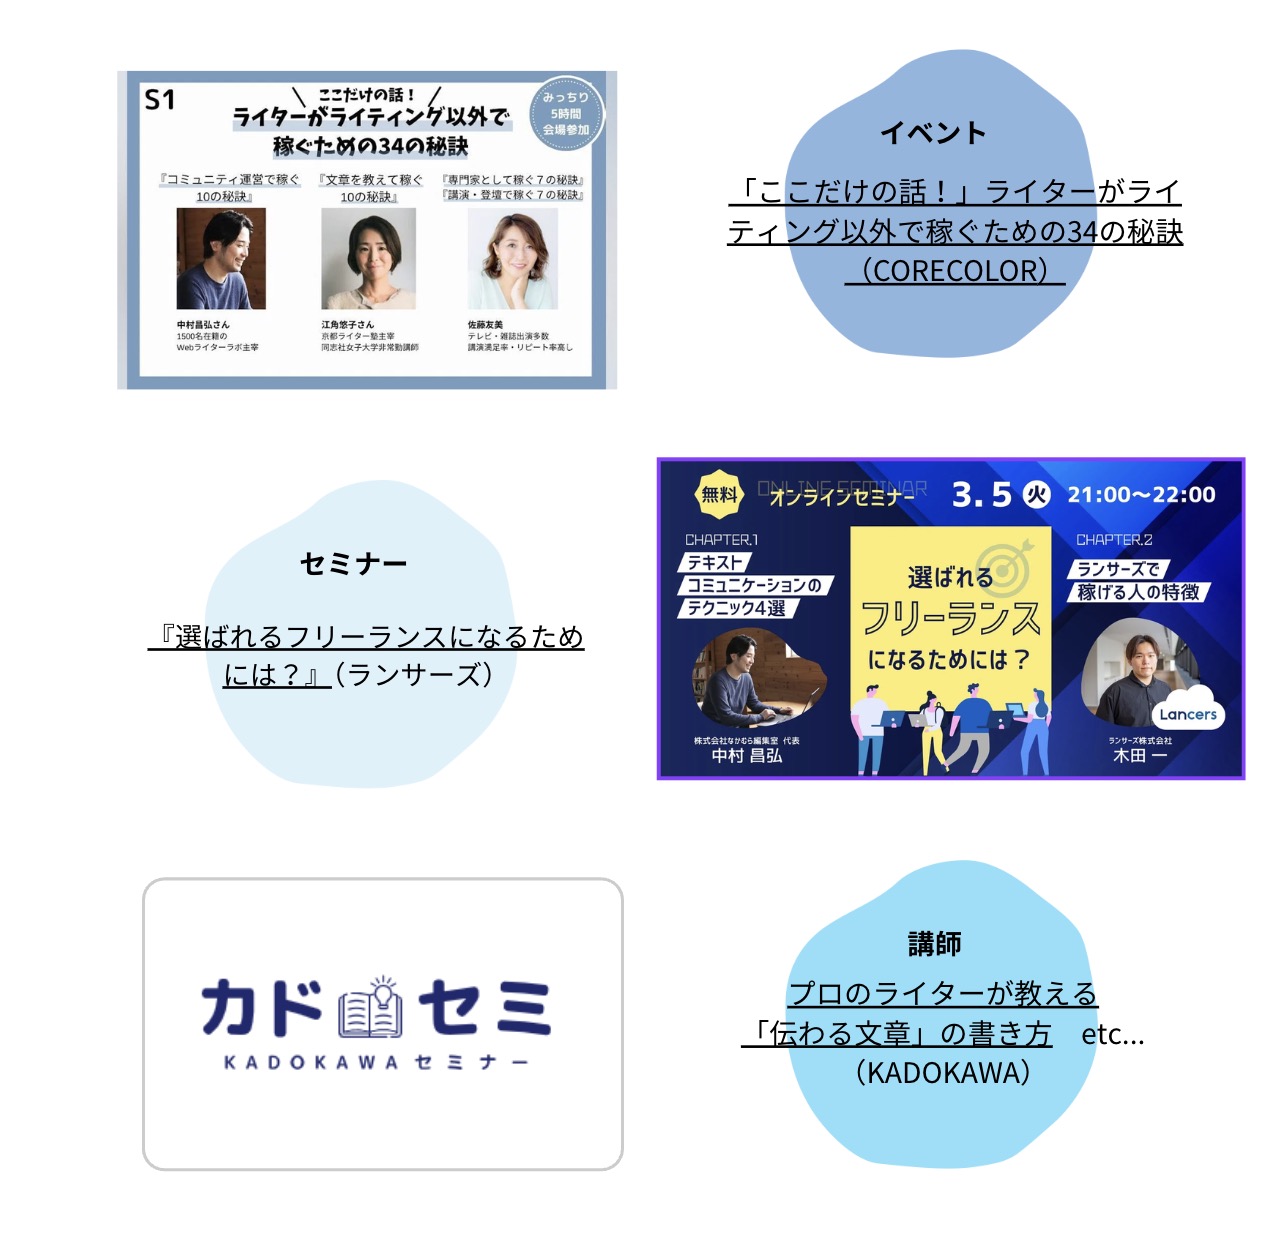 S1
ここだけの話！
ライターがライティング以外で
稼ぐための34の秘訣
みっちり
5時間
会場参加
『コミュニティ運営で稼ぐ
10の秘訣』
『文章を教えて稼ぐ
10の秘訣』
『専門家として稼ぐ７の秘訣』
『講演・登壇で稼ぐ７の秘訣』
中村昌弘さん
1500名在籍の
Webライターラボ主宰
江角悠子さん
京都ライター塾主宰
同志社女子大学非常勤講師
佐藤友美
テレビ・雑誌出演多数
講演満足率・リピート率高し
イベント
「ここだけの話！」ライターがライ
ティング以外で稼ぐための34の秘訣
（CORECOLOR）
セミナー
『選ばれるフリーランスになるため
には？』（ランサーズ）
無料
ONLINE SEMINAR
オンラインセミナー
3.5 火 21:00〜22:00
CHAPTER.1
テキスト
コミュニケーションの
テクニック4選
株式会社なかむら編集室 代表
中村 昌弘
選ばれる
フリーランス
になるためには？
CHAPTER.2
ランサーズで
稼げる人の特徴
Lancers
ランサーズ株式会社
木田 一
カドセミ
KADOKAWAセミナー
講師
プロのライターが教える
「伝わる文章」の書き方　etc...
（KADOKAWA）